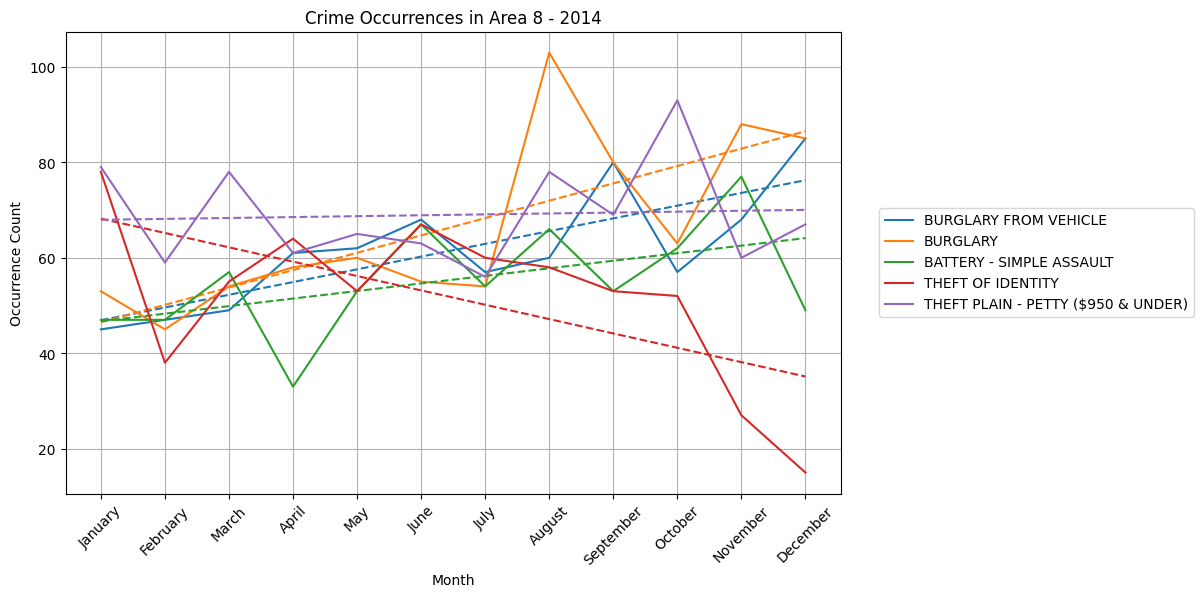 Crime Occurrences in Area 8 - 2014
Occurrence Count
100
80
60
40
20
January
February
March
April
May
June
July
August
September
October
November
December
Month
BURGLARY FROM VEHICLE
BURGLARY
BATTERY - SIMPLE ASSAULT
THEFT OF IDENTITY
THEFT PLAIN - PETTY ($950 & UNDER)